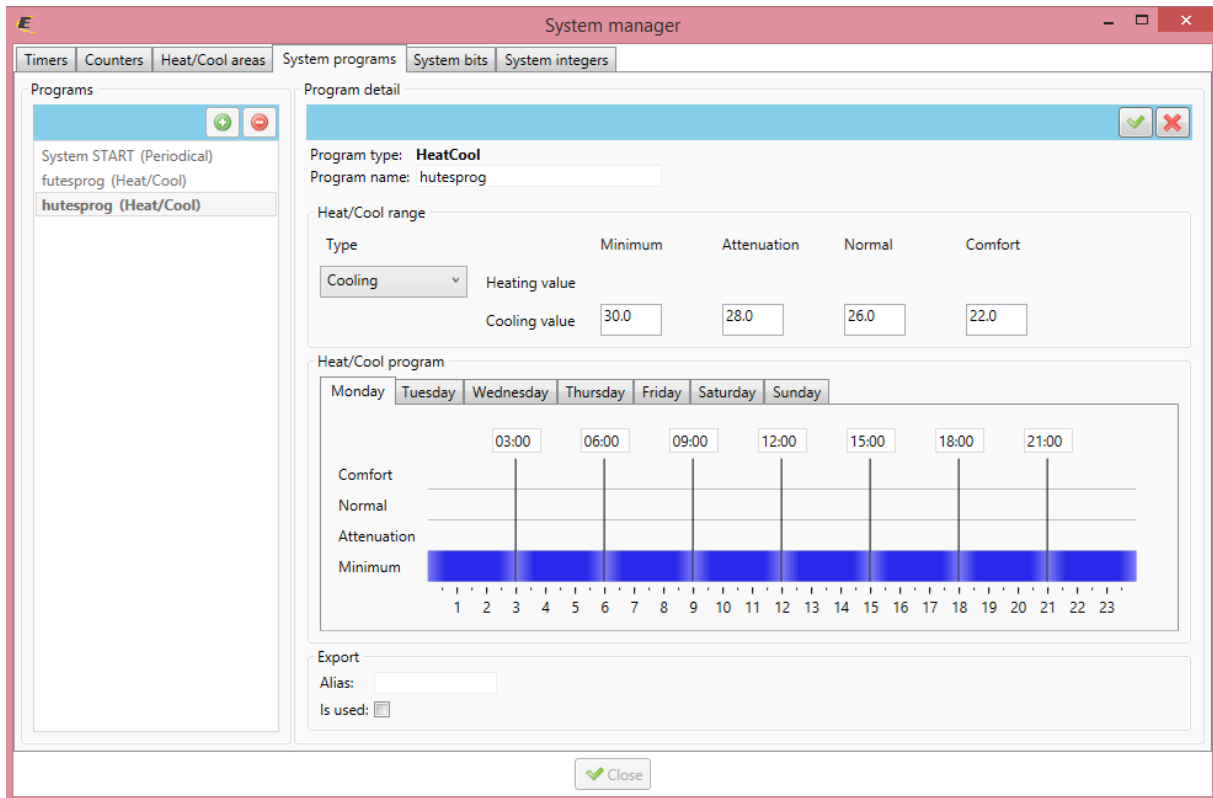 System manager
Timers Counters Heat/Cool areas System programs System bits System integers
Programs
System START (Periodical)
futesprog (Heat/Cool)
hutesprog (Heat/Cool)
Program detail
Program type: HeatCool
Program name: hutesprog
Heat/Cool range
Type Minimum Attenuation Normal Comfort
Cooling Heating value
Cooling value 30.0 28.0 26.0 22.0
Heat/Cool program
Monday Tuesday Wednesday Thursday Friday Saturday Sunday
03:00 06:00 09:00 12:00 15:00 18:00 21:00
Comfort
Normal
Attenuation
Minimum
1 2 3 4 5 6 7 8 9 10 11 12 13 14 15 16 17 18 19 20 21 22 23
Export
Alias:
Is used:
Close